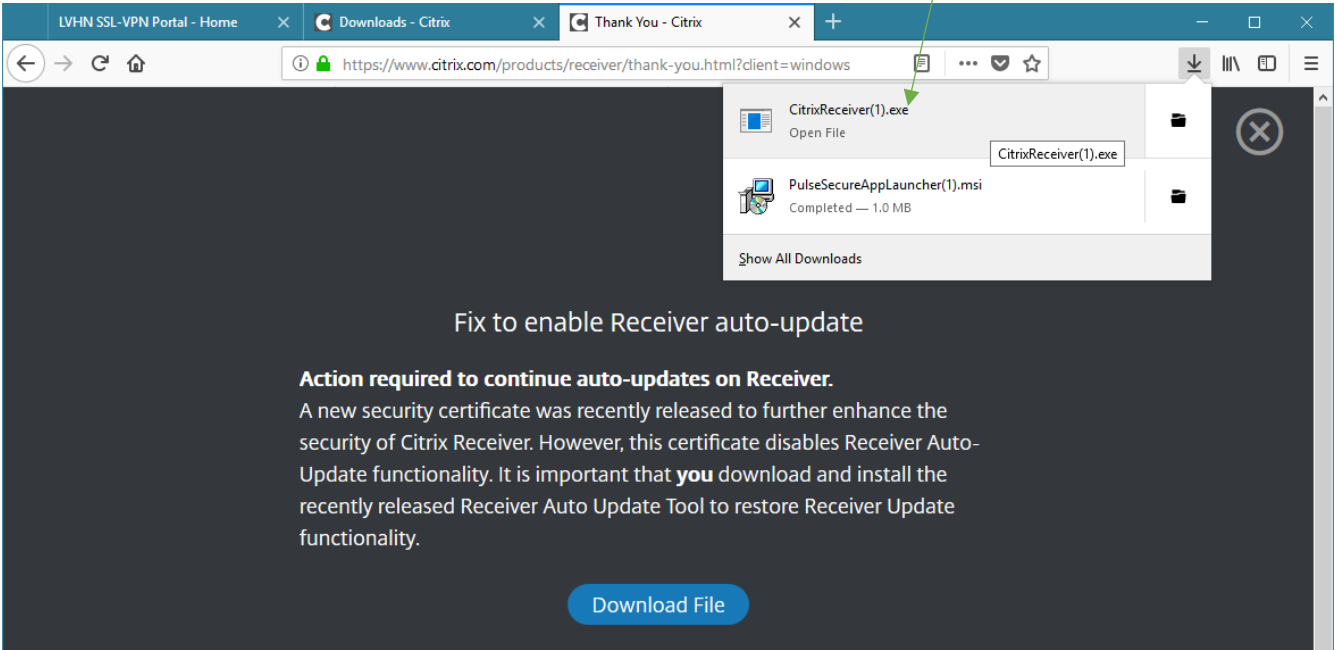 LVHN SSL-VPN Portal - Home
Downloads - Citrix
Thank You - Citrix
https://www.citrix.com/products/receiver/thank-you.html?client=windows
CitrixReceiver(1).exe
Open File
CitrixReceiver(1).exe
PulseSecureAppLauncher(1).msi
Completed — 1.0 MB
Show All Downloads
Fix to enable Receiver auto-update
Action required to continue auto-updates on Receiver.
A new security certificate was recently released to further enhance the
security of Citrix Receiver. However, this certificate disables Receiver Auto-
Update functionality. It is important that you download and install the
recently released Receiver Auto Update Tool to restore Receiver Update
functionality.
Download File